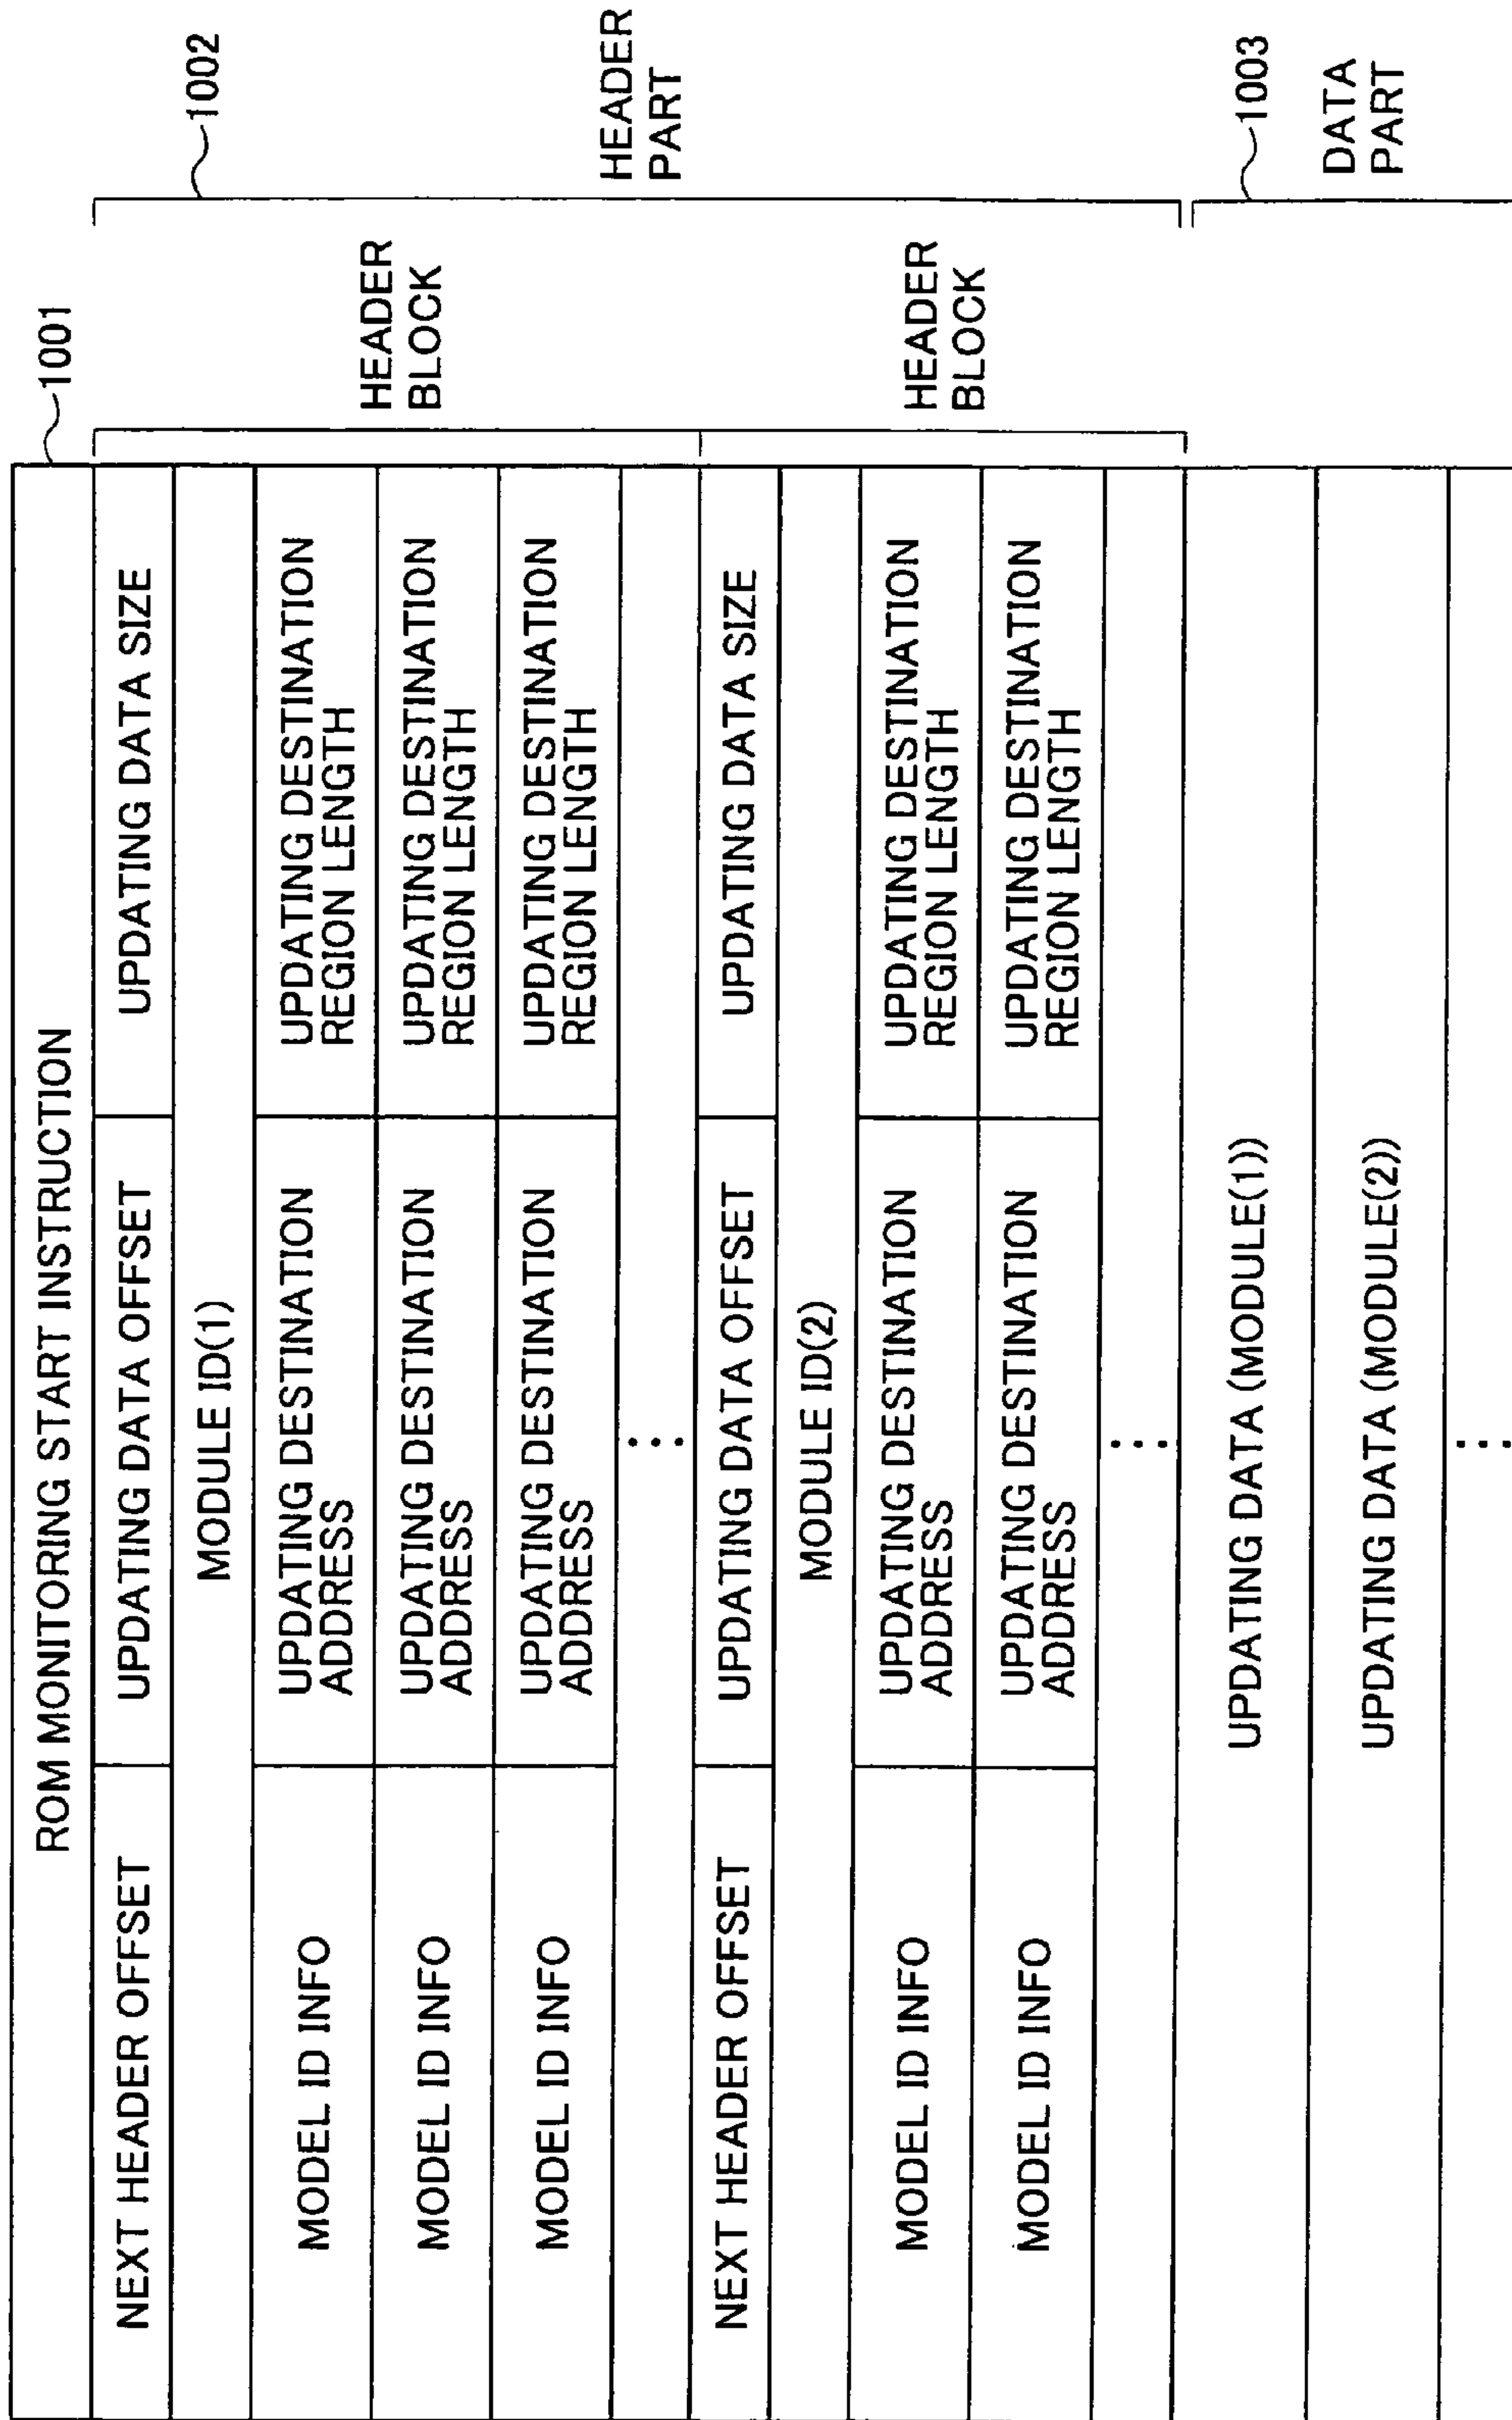 ROM MONITORING START INSTRUCTION
1001
NEXT HEADER OFFSET
UPDATING DATA OFFSET
UPDATING DATA SIZE
1002
MODULE ID(1)
MODEL ID INFO
UPDATING DESTINATION
ADDRESS
UPDATING DESTINATION
REGION LENGTH
HEADER
BLOCK
MODEL ID INFO
UPDATING DESTINATION
ADDRESS
UPDATING DESTINATION
REGION LENGTH
MODEL ID INFO
UPDATING DESTINATION
ADDRESS
UPDATING DESTINATION
REGION LENGTH
...
HEADER
PART
NEXT HEADER OFFSET
UPDATING DATA OFFSET
UPDATING DATA SIZE
MODULE ID(2)
MODEL ID INFO
UPDATING DESTINATION
ADDRESS
UPDATING DESTINATION
REGION LENGTH
HEADER
BLOCK
MODEL ID INFO
UPDATING DESTINATION
ADDRESS
UPDATING DESTINATION
REGION LENGTH
...
UPDATING DATA (MODULE(1))
1003
UPDATING DATA (MODULE(2))
DATA
PART
...